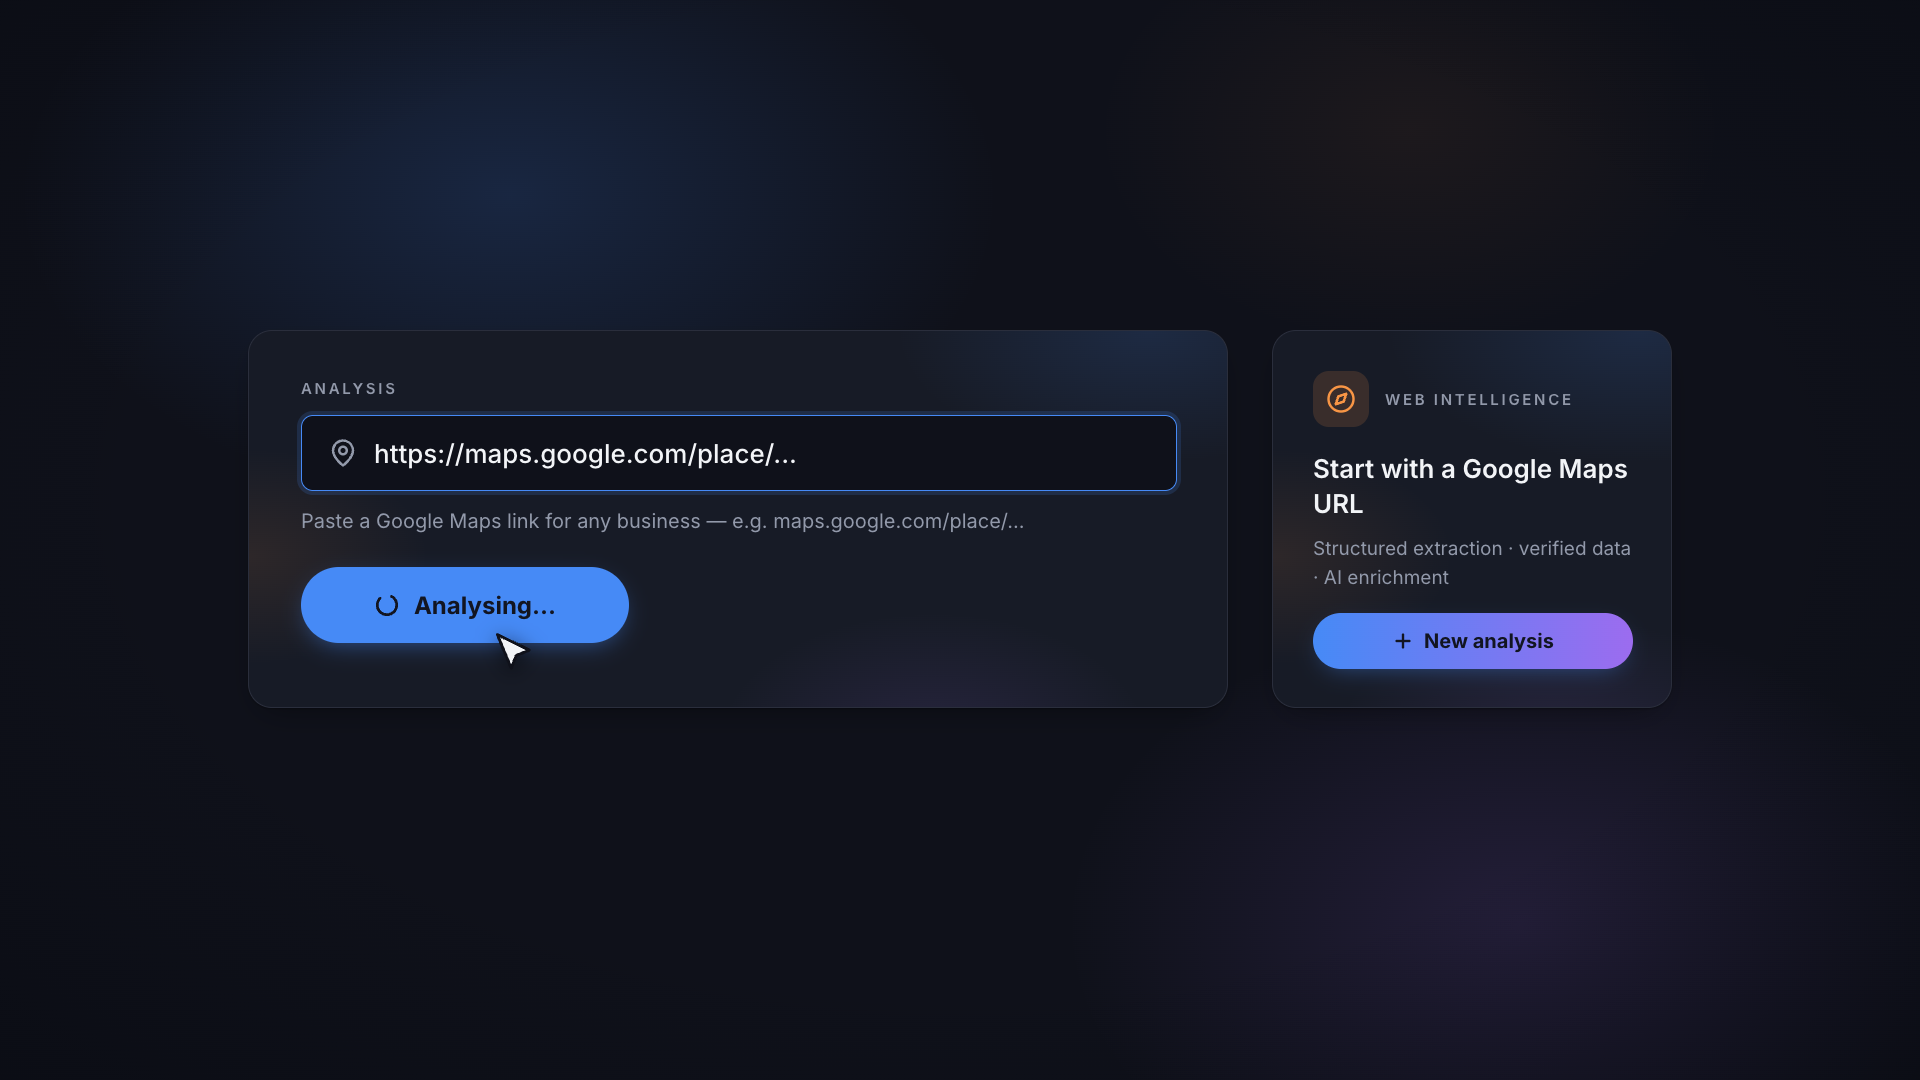 ANALYSIS
https://maps.google.com/place/...
Paste a Google Maps link for any business — e.g. maps.google.com/place/...
Analysing...
WEB INTELLIGENCE
Start with a Google Maps
URL
Structured extraction · verified data
· AI enrichment
New analysis